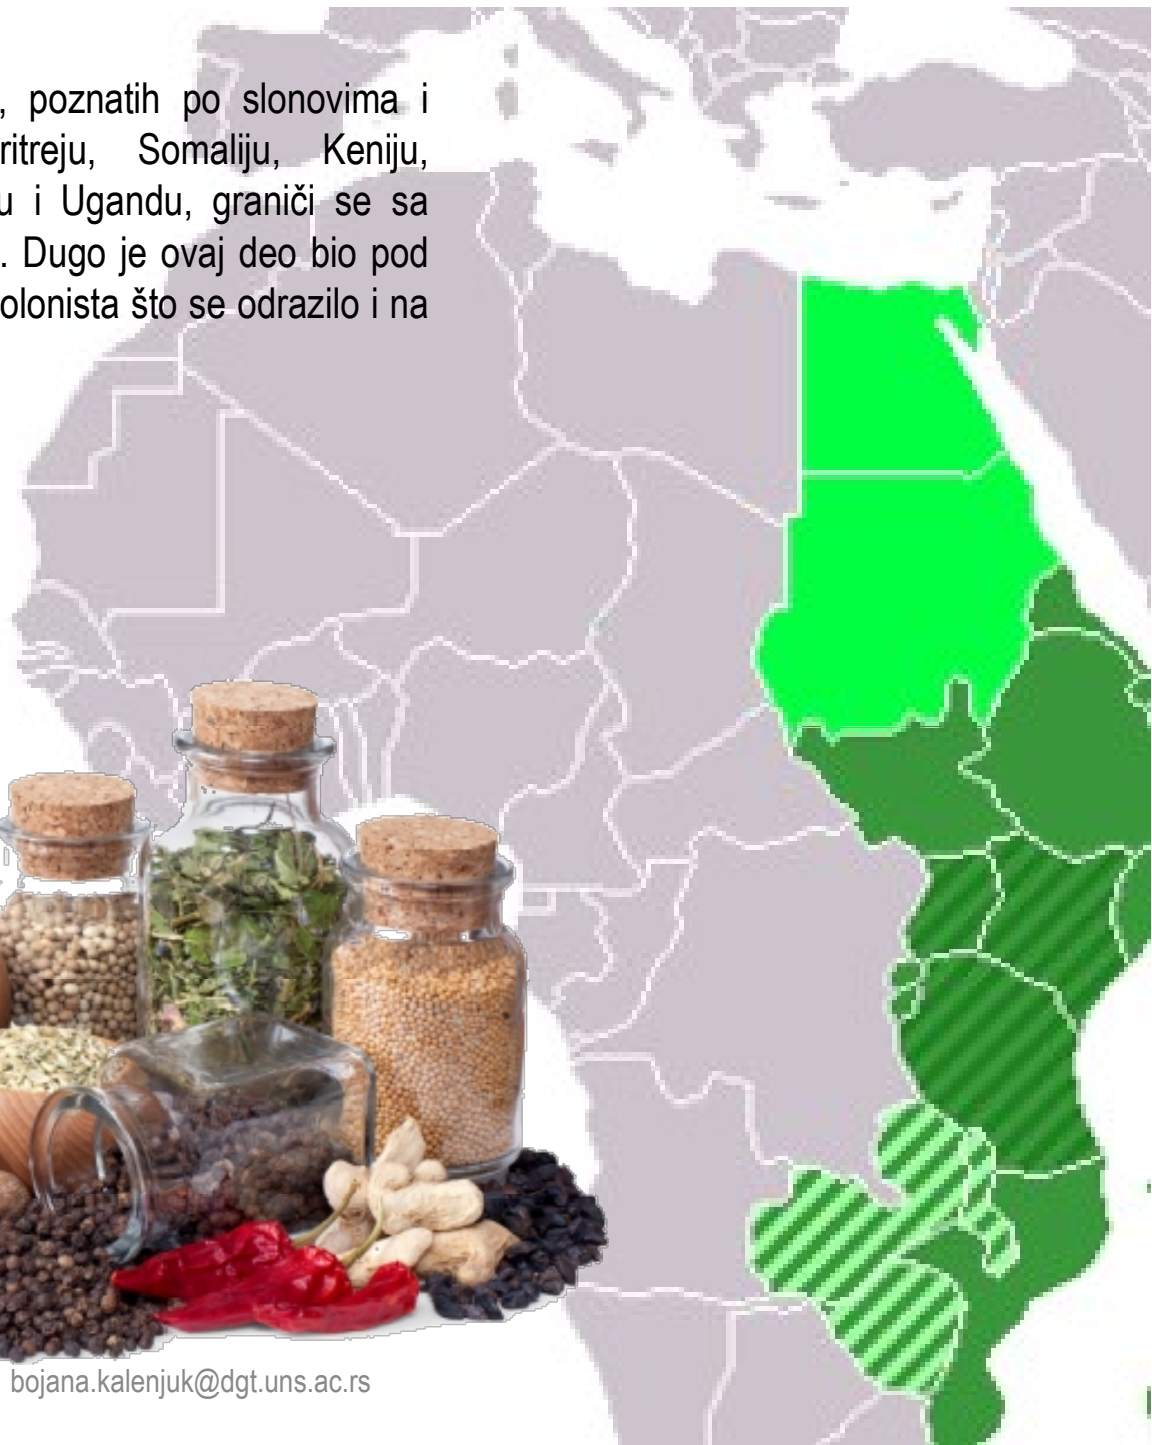 , poznatih po slonovima i
ritreju, Somaliju, Keniju,
u i Ugandu, graniči se sa
. Dugo je ovaj deo bio pod
olonista što se odrazilo i na
bojana.kalenjuk@dgt.uns.ac.rs